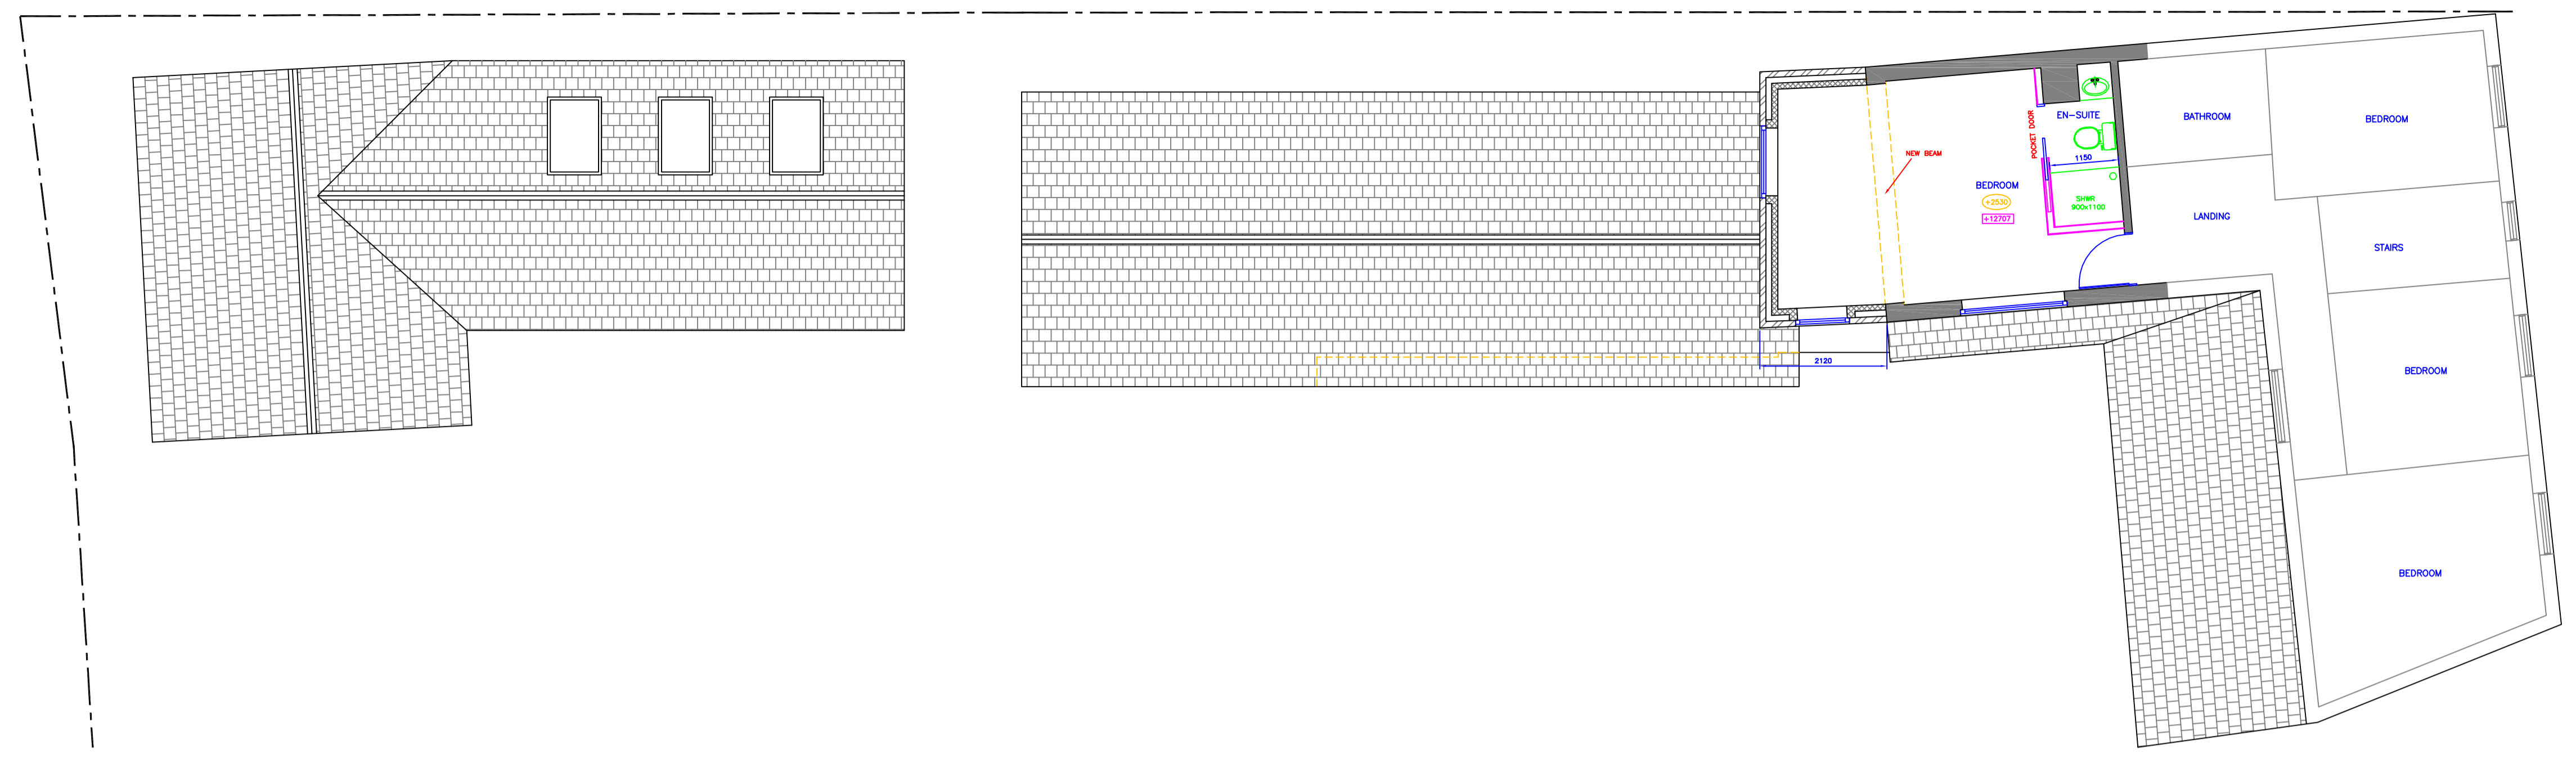 NEW BEAM
BEDROOM
+2530
+12707
POCKET DOOR
EN-SUITE
1150
SHWR
900x1100
2120
BATHROOM
BEDROOM
LANDING
STAIRS
BEDROOM
BEDROOM